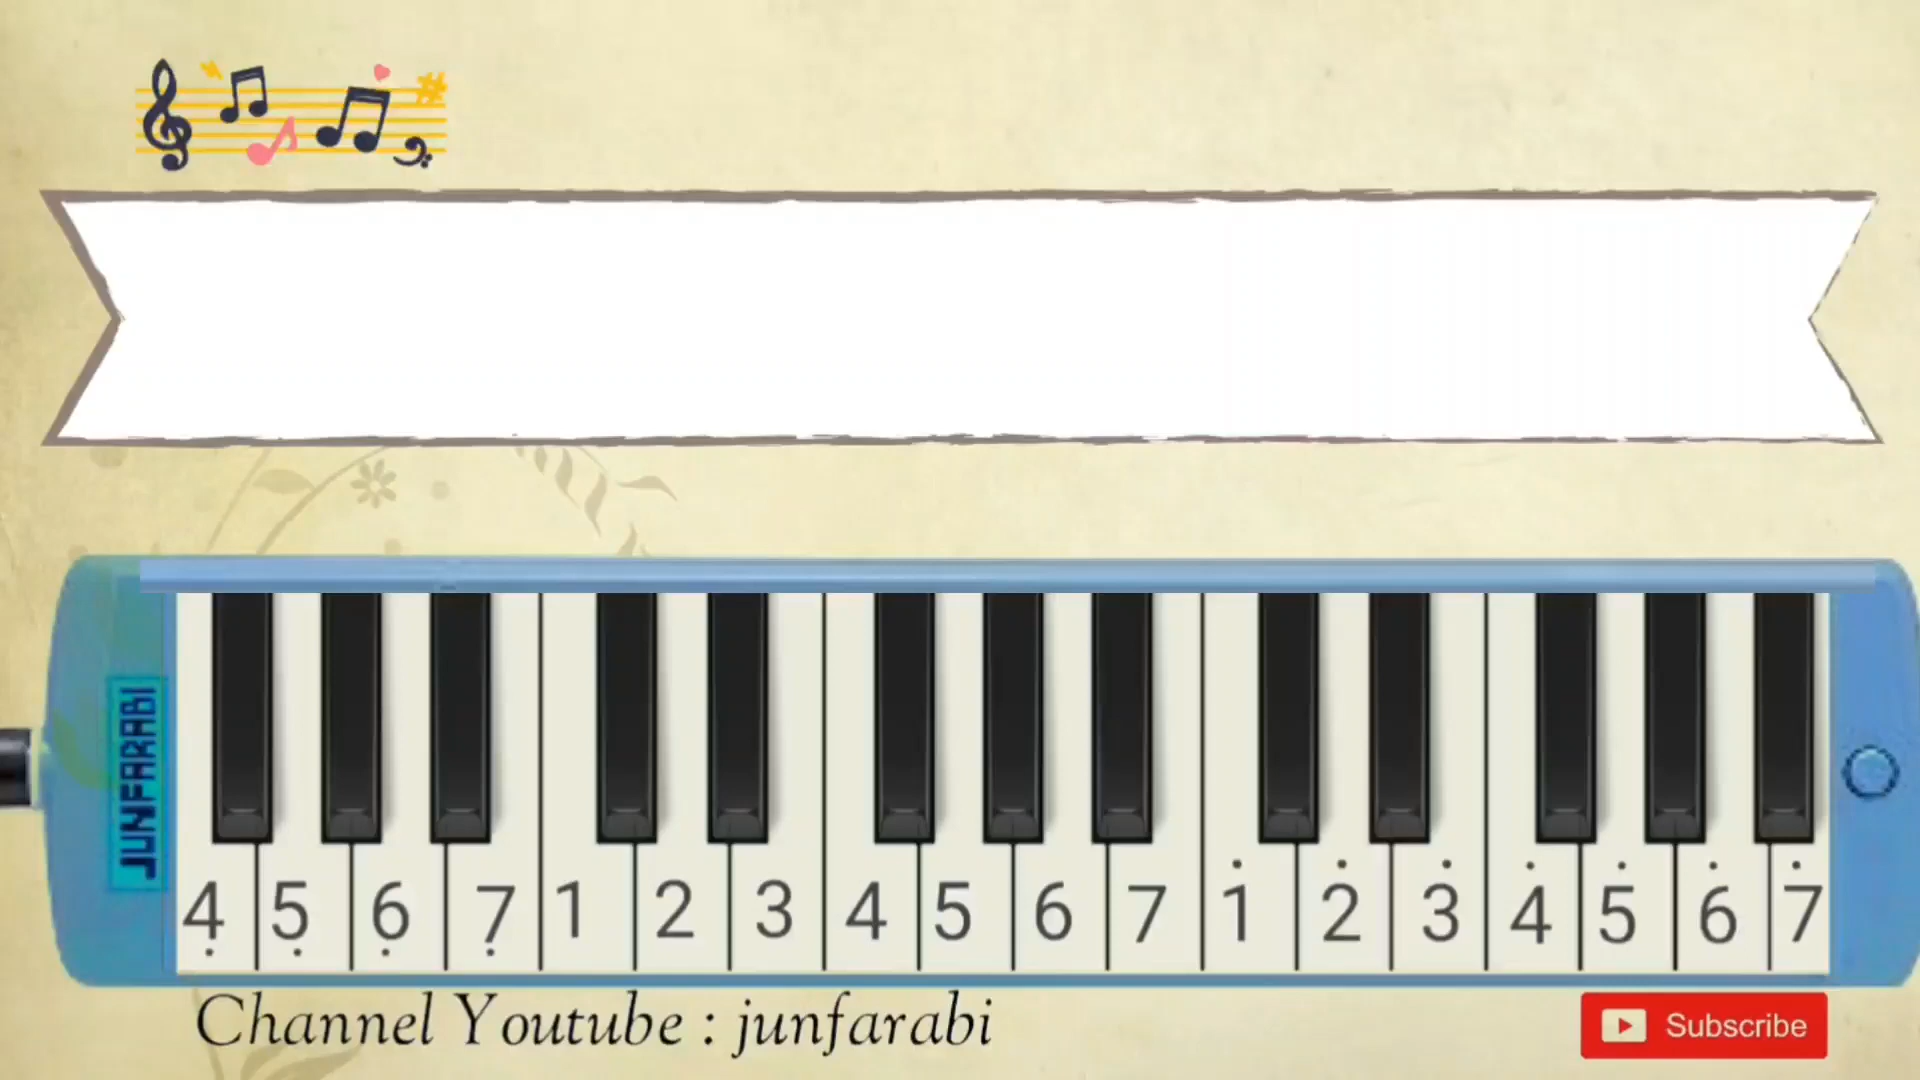 JUNFARABI
4̣ 5̣ 6̣ 7̣ 1 2 3 4 5 6 7 1̇ 2̇ 3̇ 4̇ 5̇ 6̇ 7̇
Channel Youtube : junfarabi
Subscribe